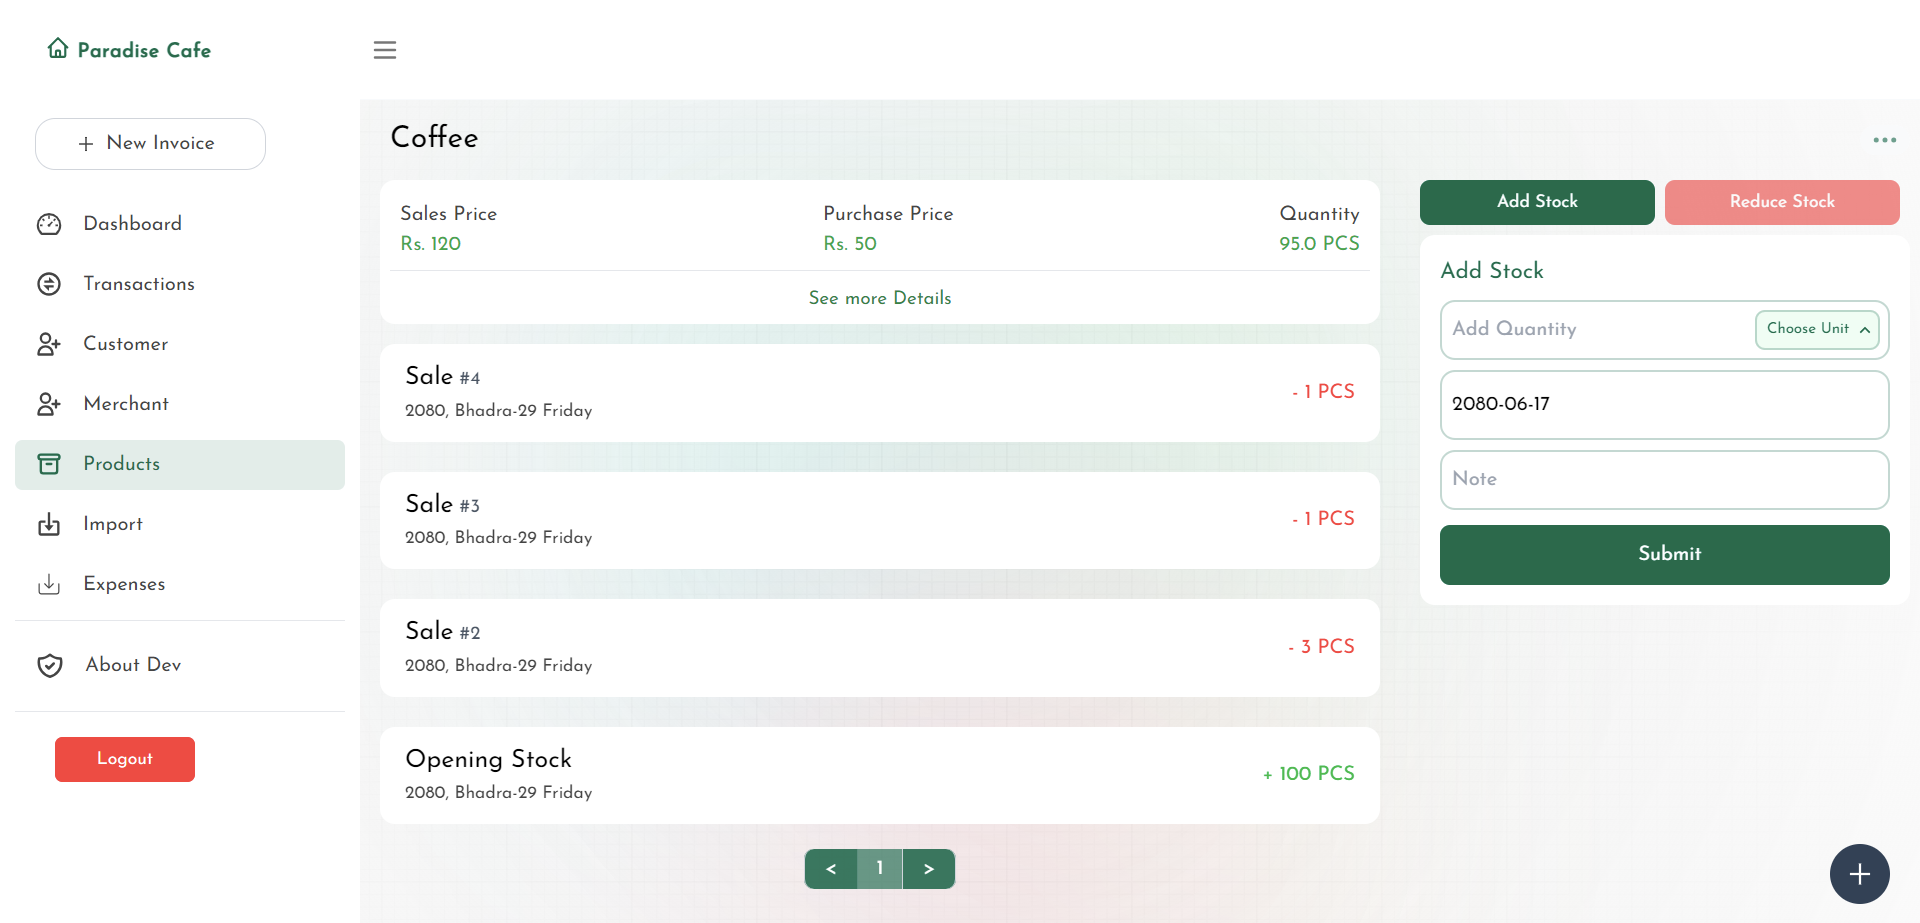 Paradise Cafe
+ New Invoice
Dashboard
Transactions
Customer
Merchant
Products
Import
Expenses
About Dev
Logout
Coffee
Sales Price
Rs. 120
Purchase Price
Rs. 50
Quantity
95.0 PCS
See more Details
Sale #4
2080, Bhadra-29 Friday
- 1 PCS
Sale #3
2080, Bhadra-29 Friday
- 1 PCS
Sale #2
2080, Bhadra-29 Friday
- 3 PCS
Opening Stock
2080, Bhadra-29 Friday
+ 100 PCS
< 1 >
Add Stock
Reduce Stock
Add Stock
Add Quantity
Choose Unit
2080-06-17
Note
Submit